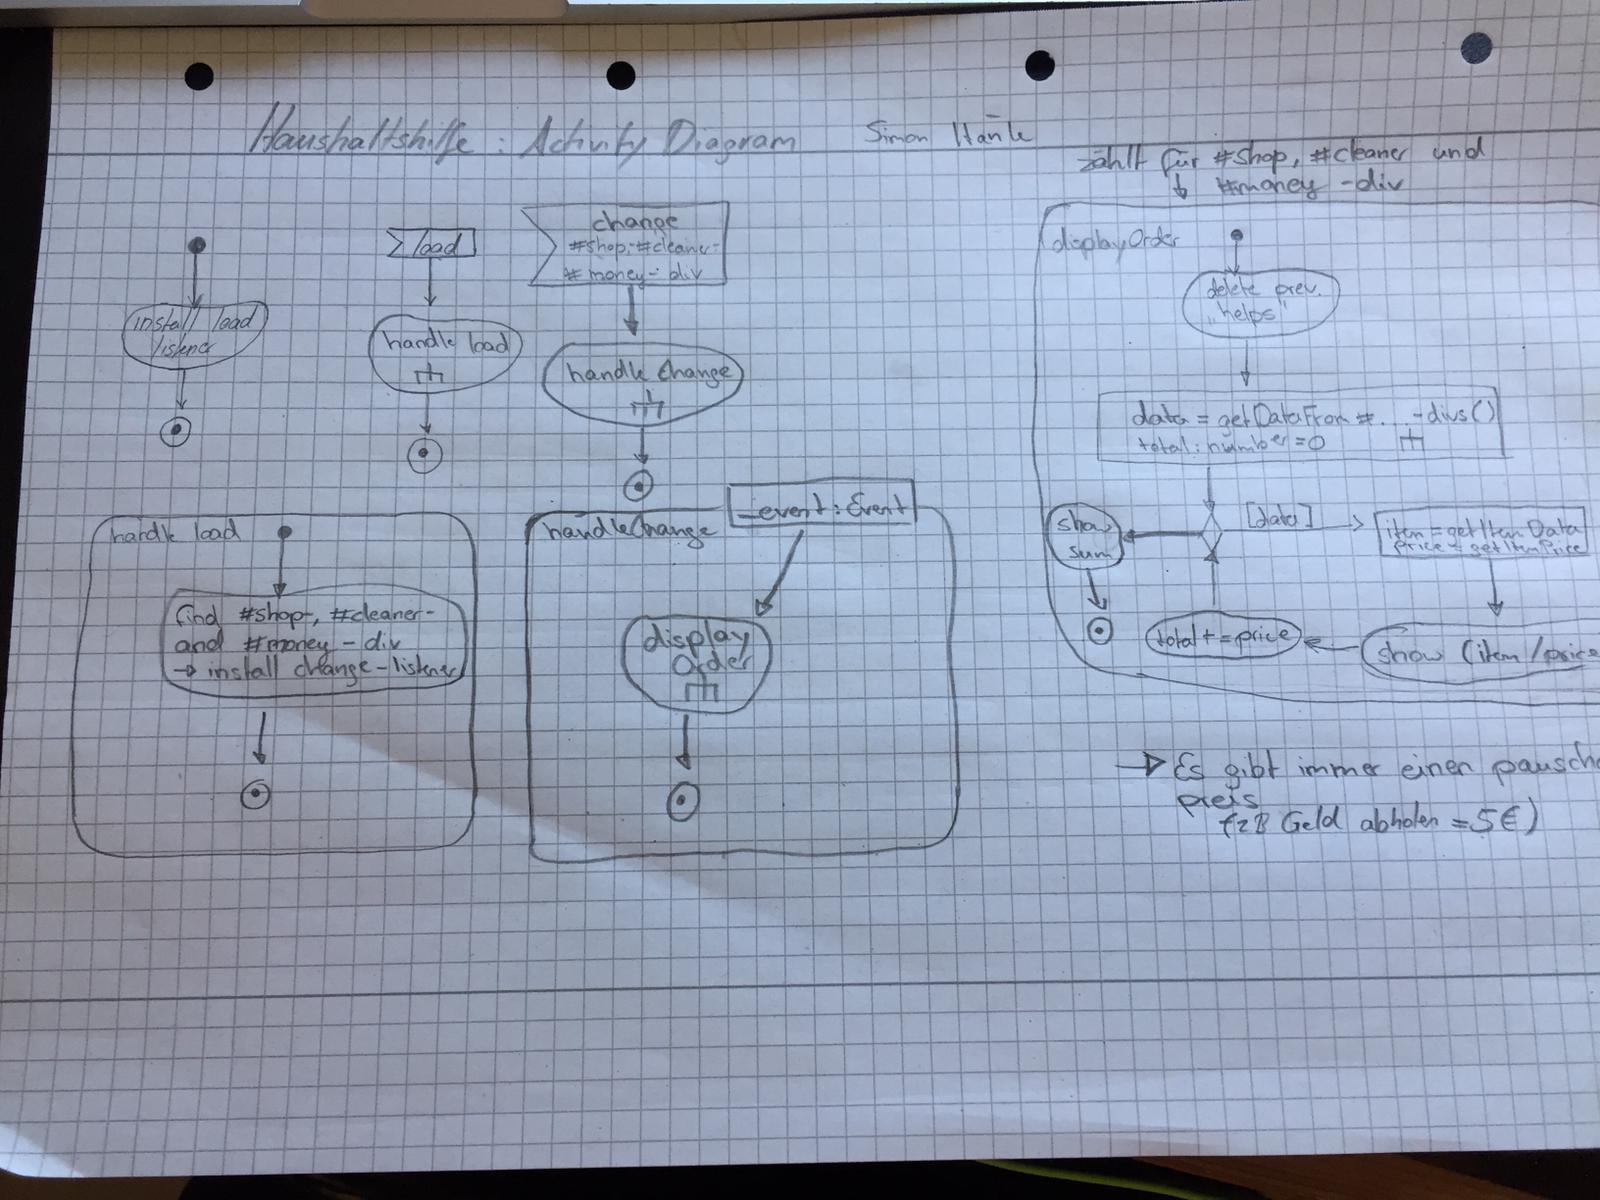 Haushaltshilfe : Activity Diagram
Simon Hänle
zählt für #shop, #cleaner und
#money -div
install load
listener
load
handle load
change
#shop-, #cleaner-
# money - div
handle Change
handle load
find #shop-, #cleaner-
and #money - div
→ install change-listener
handleChange
_event : Event
display
Order
displayOrder
delete prev.
„helps"
data = getDataFrom #... -divs()
total : number = 0
[data]
show
sum
item = getItem Data
Price = getItemPrice
total + = price
show (item / price
→ Es gibt immer einen pausch
preis
(zB Geld abholen = 5€)